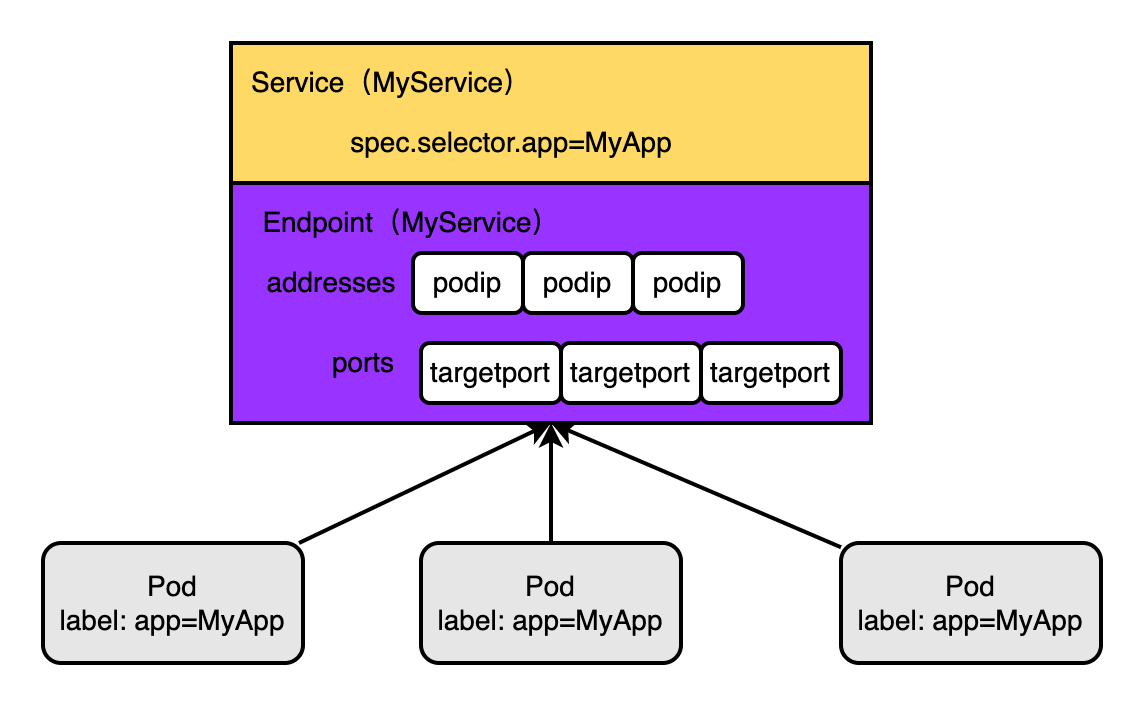 Service（MyService）
spec.selector.app=MyApp
Endpoint（MyService）
addresses podip podip podip
ports targetport targetport targetport
Pod
label: app=MyApp
Pod
label: app=MyApp
Pod
label: app=MyApp